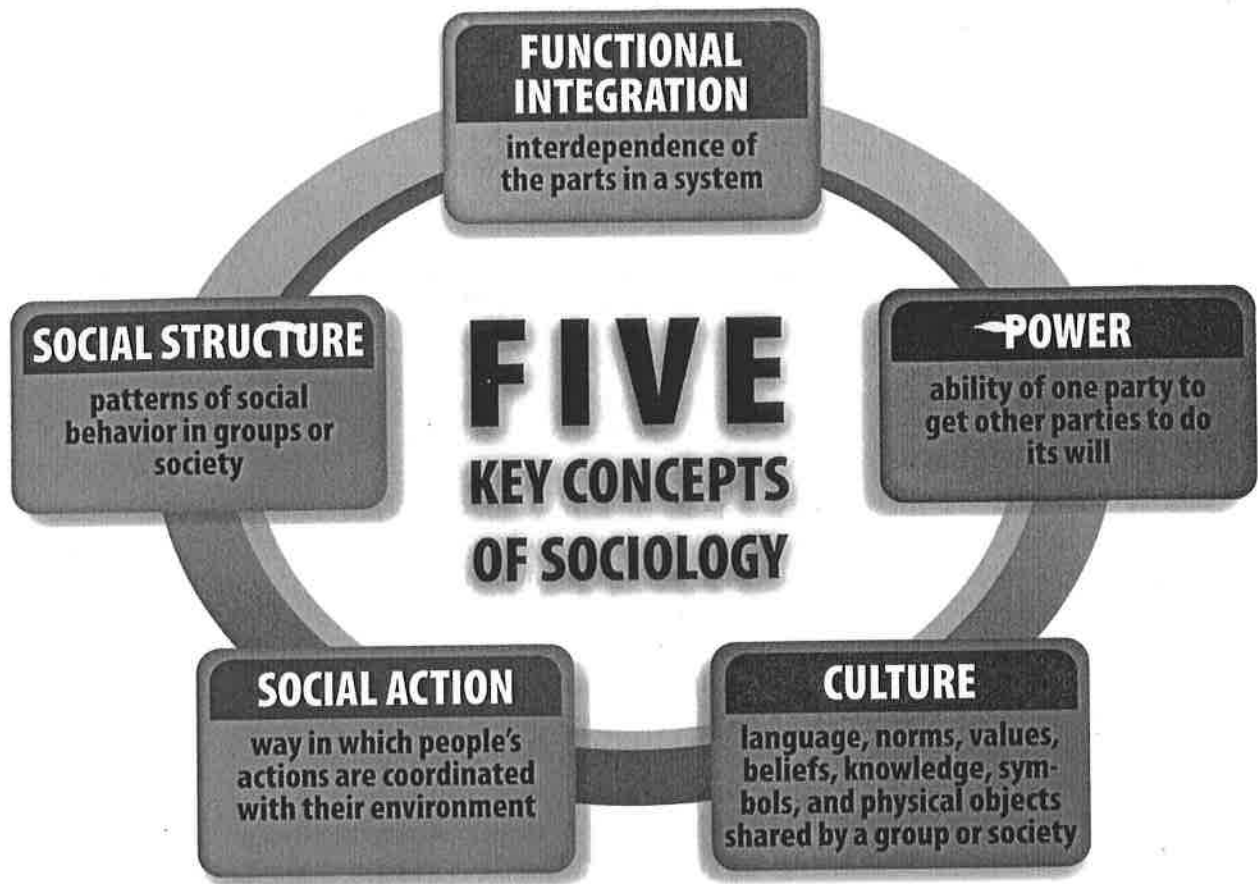 FUNCTIONAL
INTEGRATION
interdependence of
the parts in a system
SOCIAL STRUCTURE
patterns of social
behavior in groups or
society
FIVE
KEY CONCEPTS
OF SOCIOLOGY
POWER
ability of one party to
get other parties to do
its will
SOCIAL ACTION
way in which people's
actions are coordinated
with their environment
CULTURE
language, norms, values,
beliefs, knowledge, sym-
bols, and physical objects
shared by a group or society